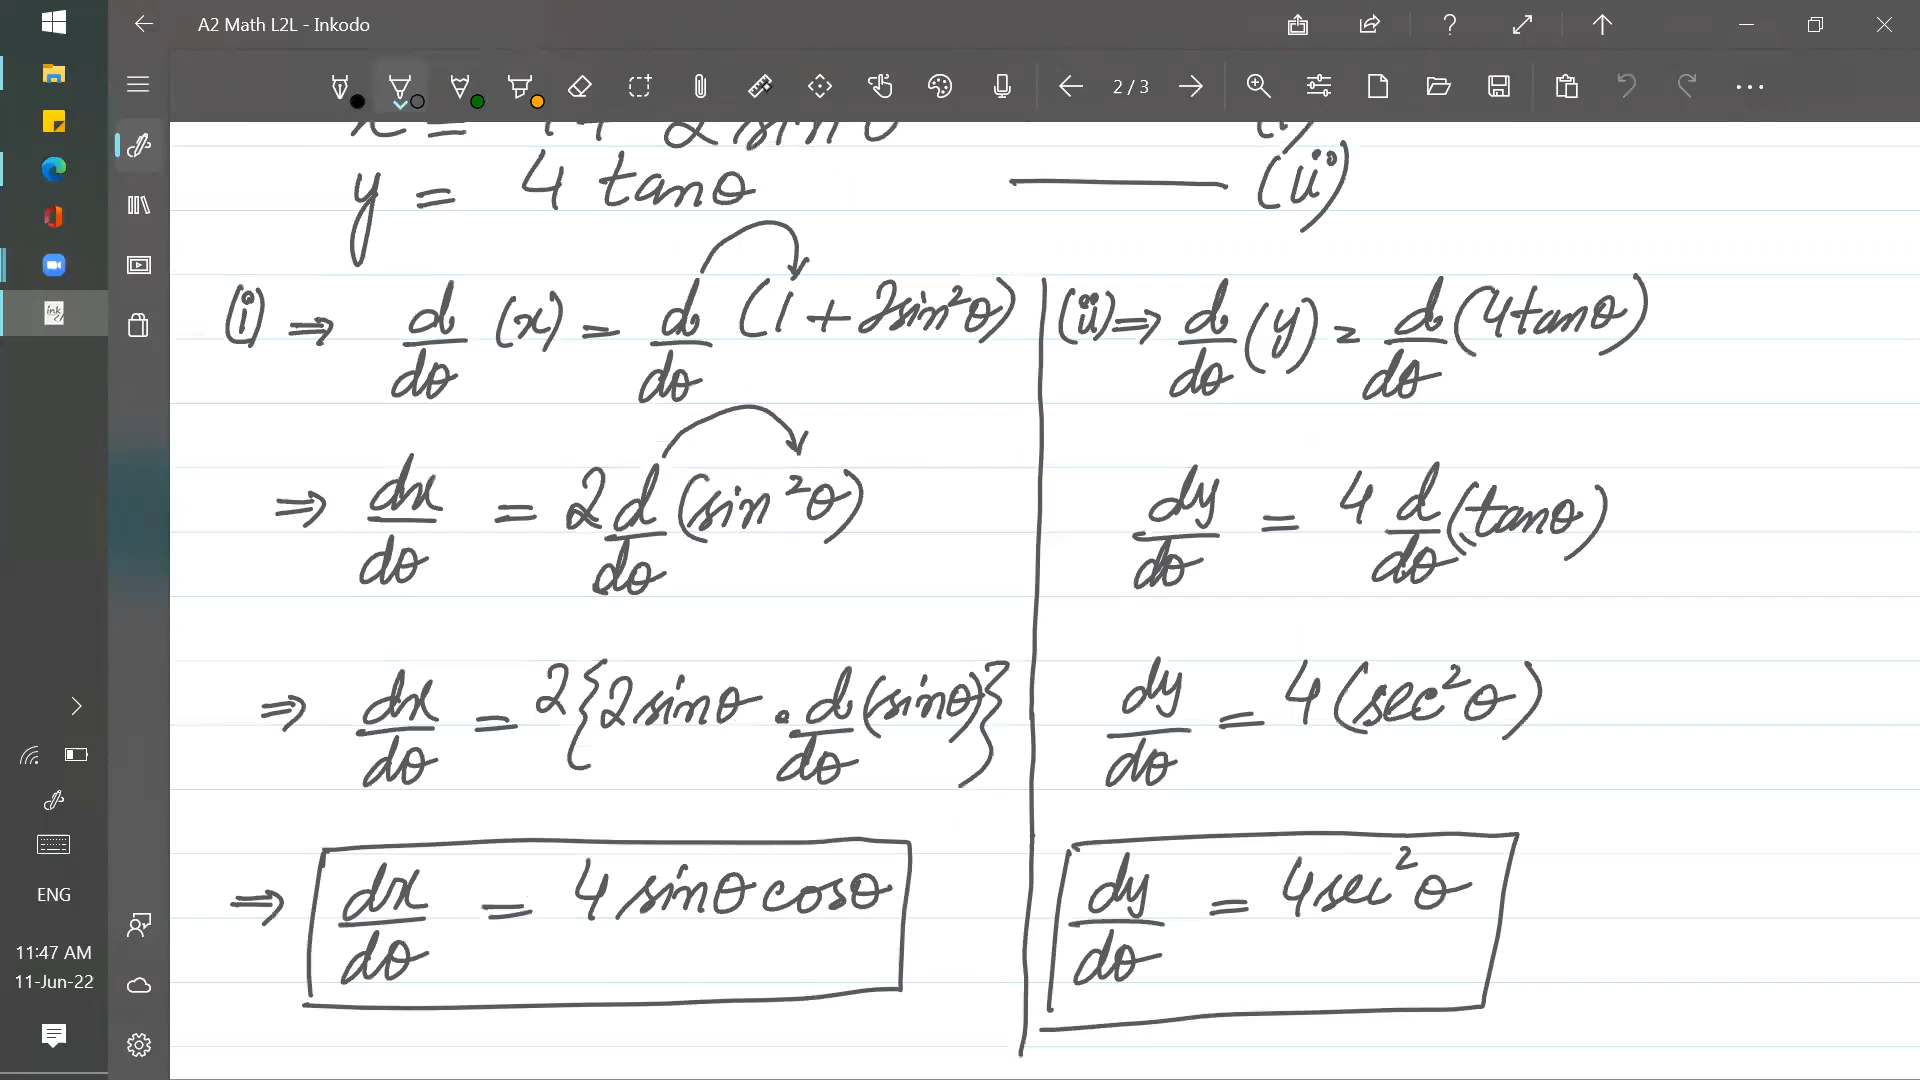 A2 Math L2L - Inkodo
2 / 3
y = 4 tanθ ——— (ii)
(i) ⇒ d/dθ (x) = d/dθ (1 + 2sin²θ)
⇒ dx/dθ = 2 d/dθ (sin²θ)
⇒ dx/dθ = 2{2sinθ . d/dθ (sinθ)}
⇒ dx/dθ = 4 sinθ cosθ
(ii) ⇒ d/dθ (y) = d/dθ (4tanθ)
dy/dθ = 4 d/dθ (tanθ)
dy/dθ = 4 (sec²θ)
dy/dθ = 4sec²θ
ENG
11:47 AM
11-Jun-22